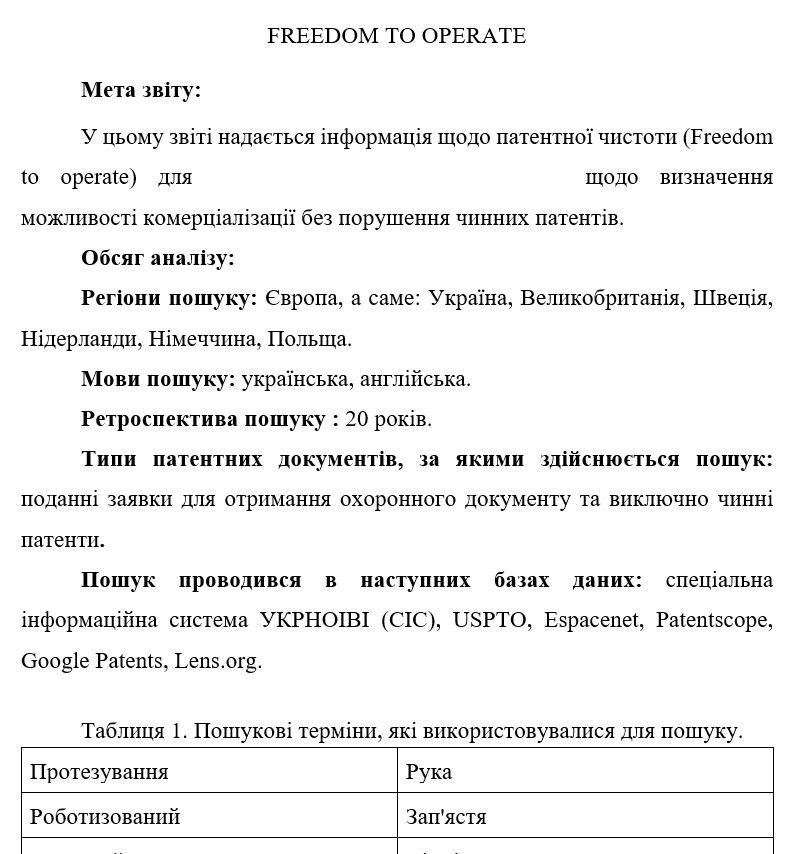 FREEDOM TO OPERATE
Мета звіту:
У цьому звіті надається інформація щодо патентної чистоти (Freedom
to operate) для щодо визначення
можливості комерціалізації без порушення чинних патентів.
Обсяг аналізу:
Регіони пошуку: Європа, а саме: Україна, Великобританія, Швеція,
Нідерланди, Німеччина, Польща.
Мови пошуку: українська, англійська.
Ретроспектива пошуку : 20 років.
Типи патентних документів, за якими здійснюється пошук:
поданні заявки для отримання охоронного документу та виключно чинні
патенти.
Пошук проводився в наступних базах даних: спеціальна
інформаційна система УКРНОІВІ (СІС), USPTO, Espacenet, Patentscope,
Google Patents, Lens.org.
Таблиця 1. Пошукові терміни, які використовувалися для пошуку.
Протезування Рука
Роботизований Зап'ястя